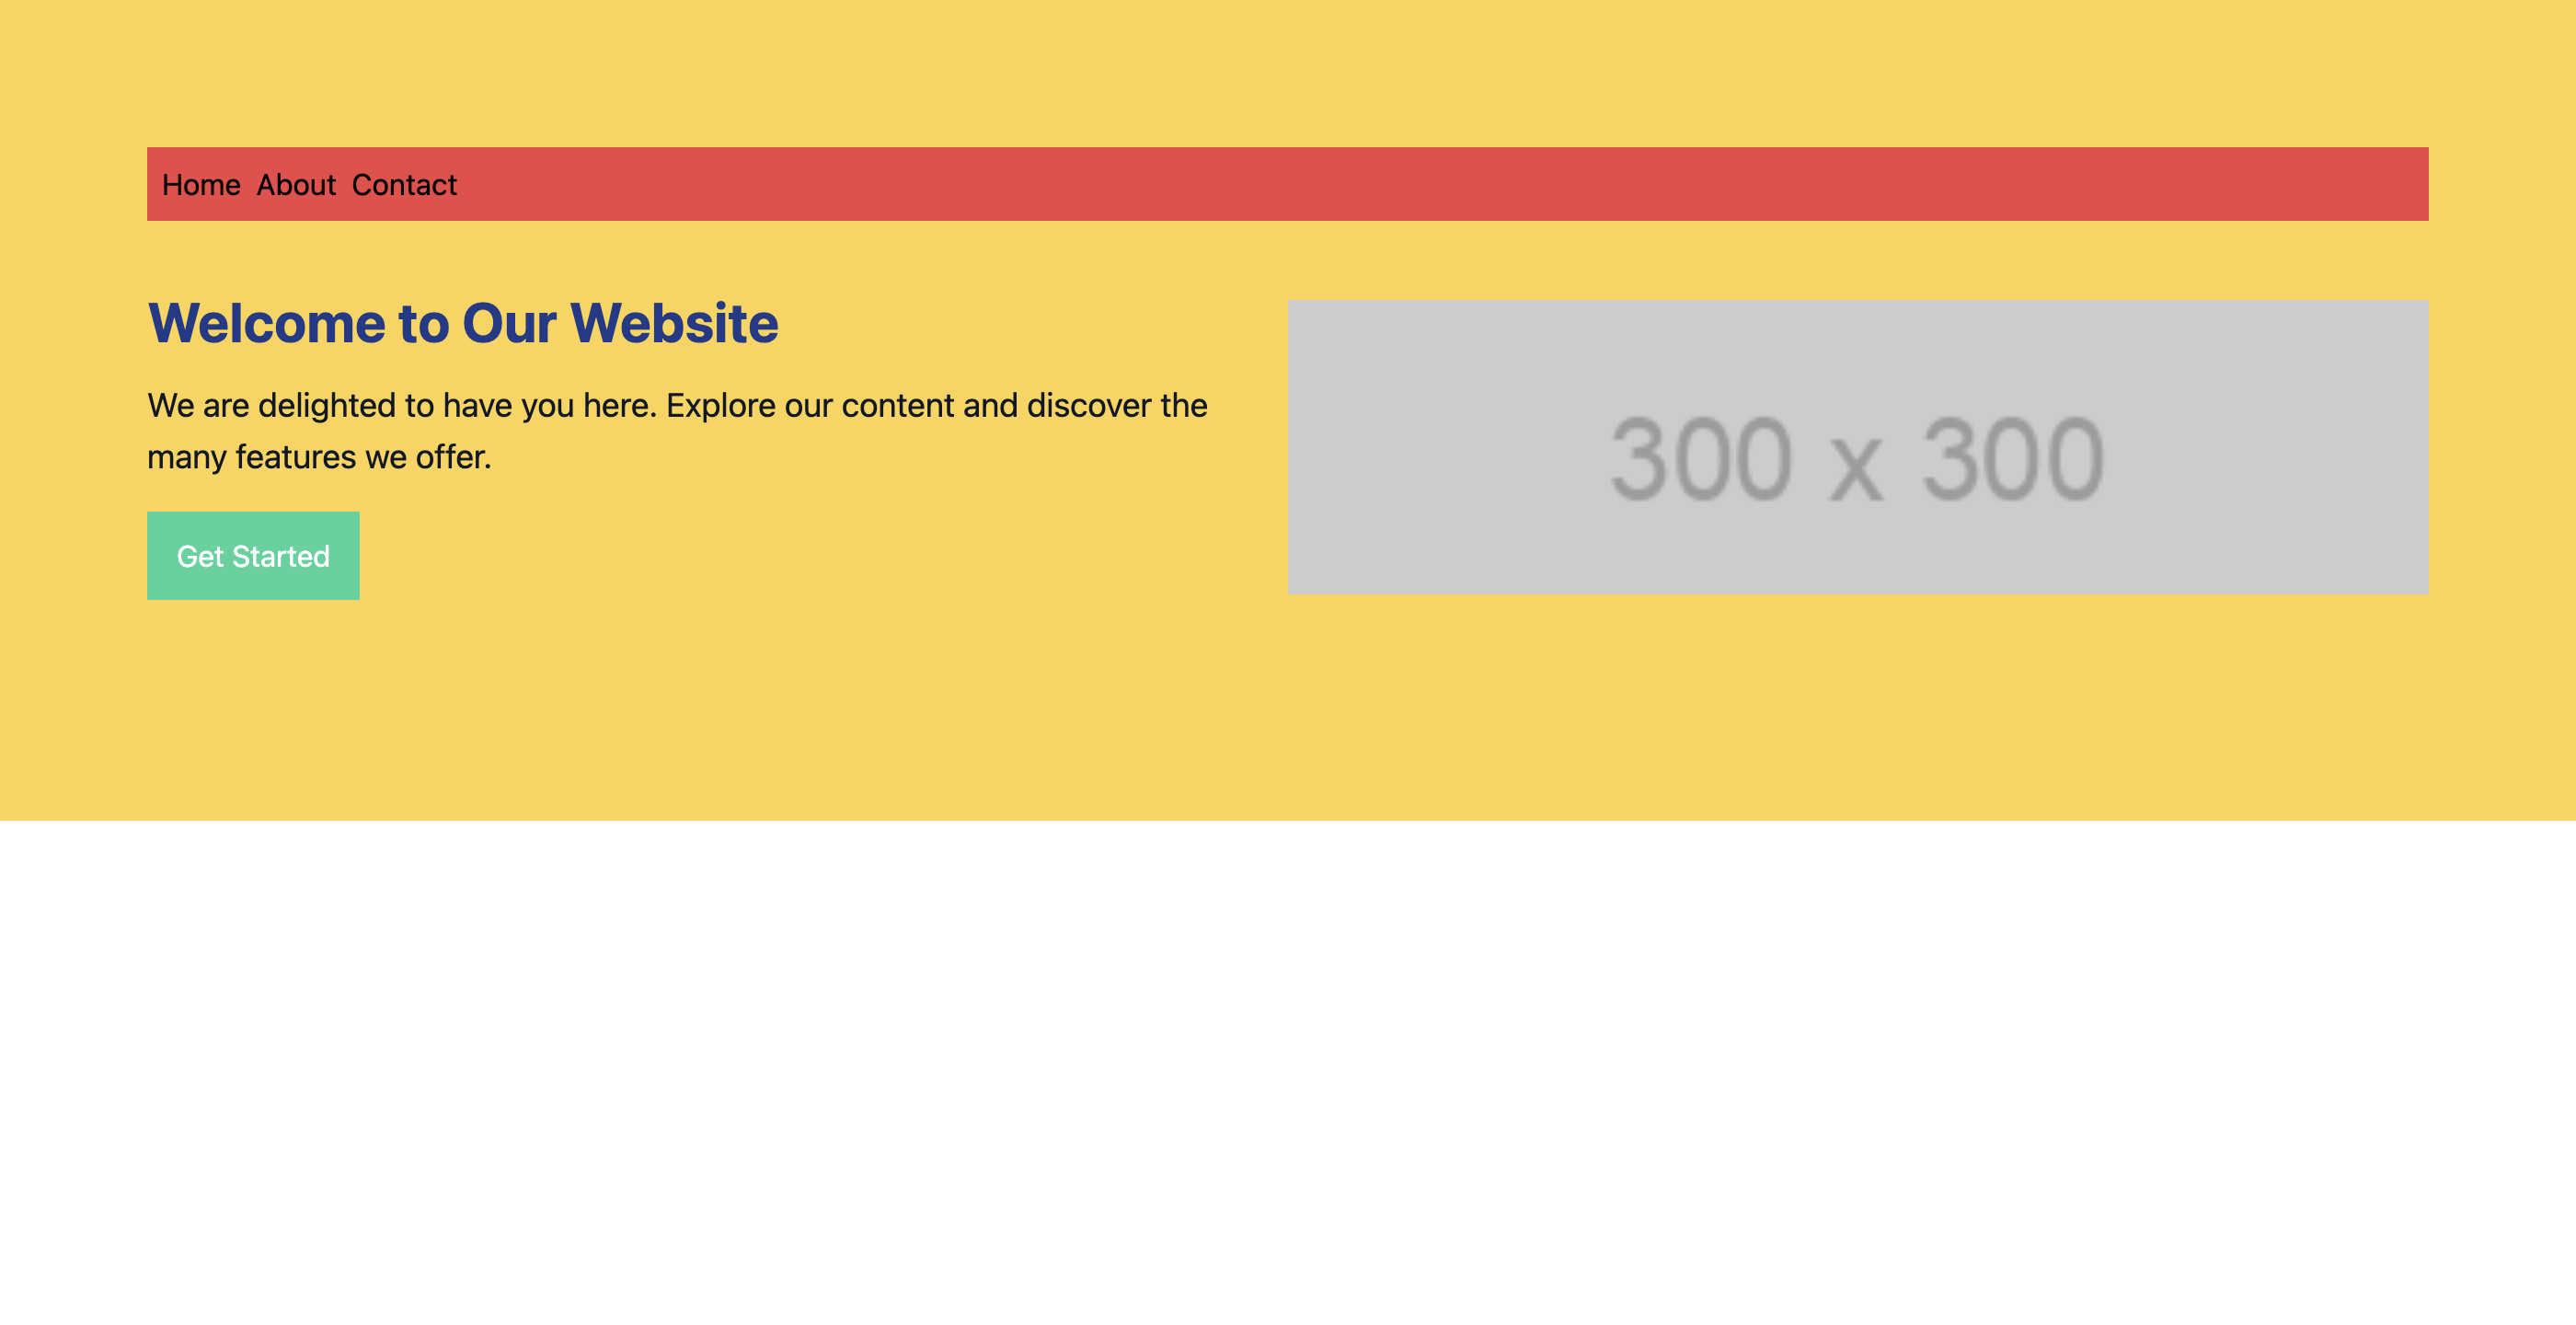 Home About Contact
Welcome to Our Website
We are delighted to have you here. Explore our content and discover the
many features we offer.
Get Started
300 x 300